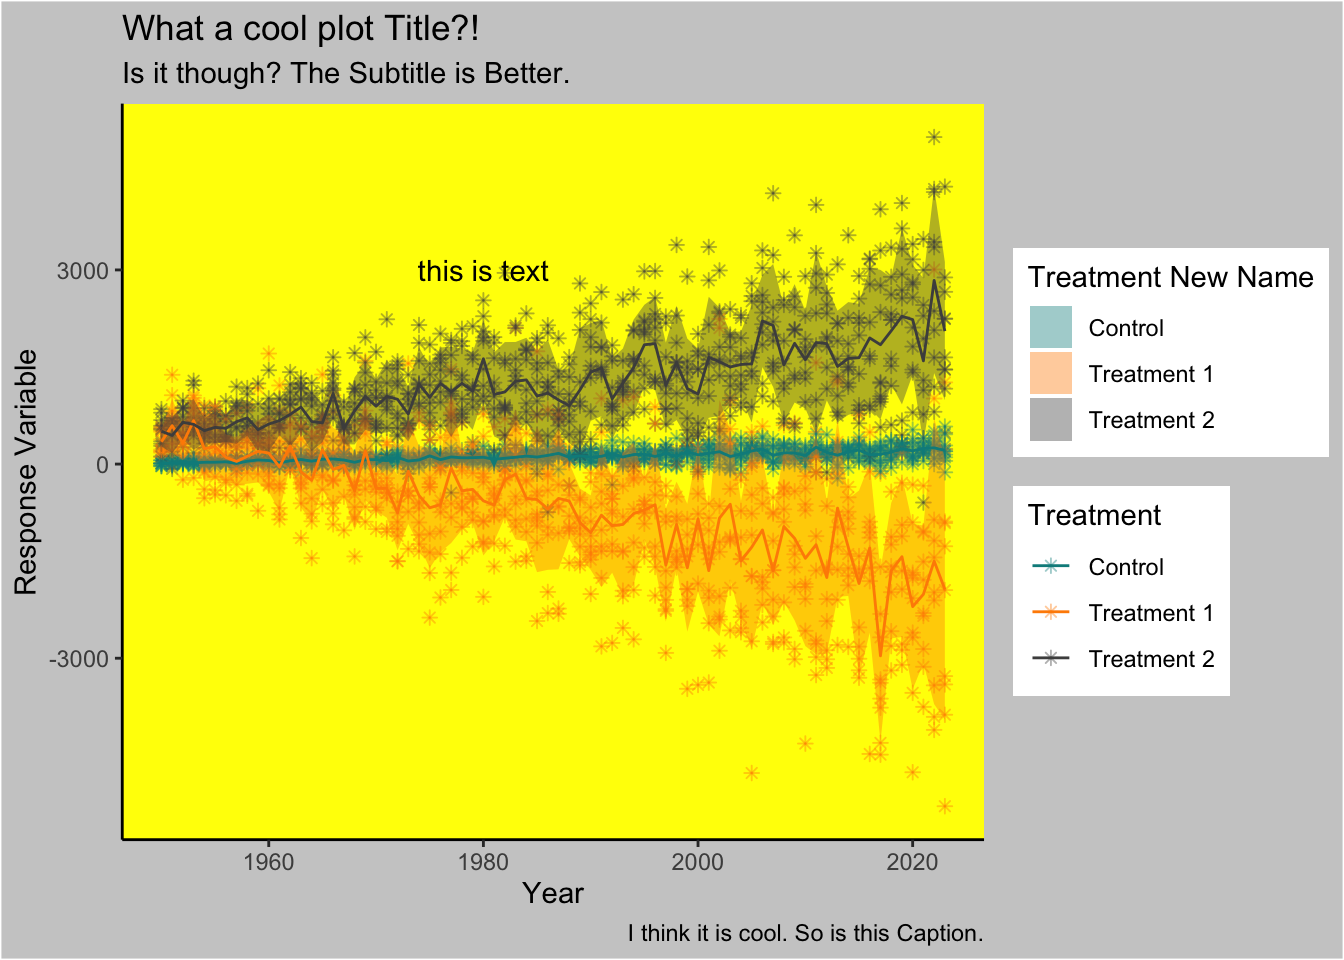 What a cool plot Title?!
Is it though? The Subtitle is Better.
this is text
3000
0
-3000
Response Variable
1960
1980
2000
2020
Year
I think it is cool. So is this Caption.
Treatment New Name
Control
Treatment 1
Treatment 2
Treatment
Control
Treatment 1
Treatment 2